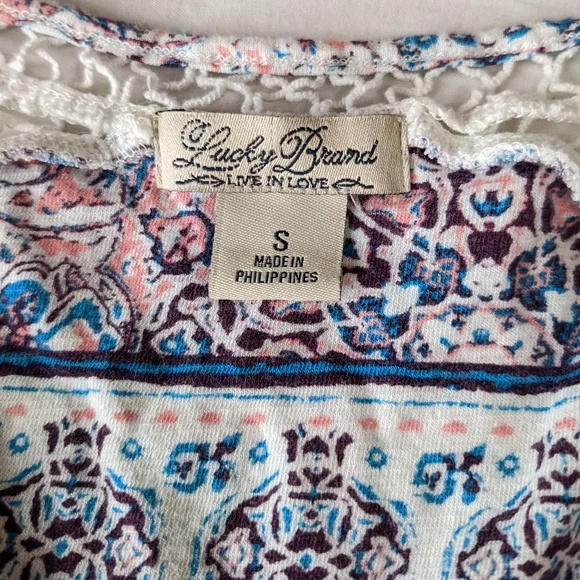 Lucky Brand
LIVE IN LOVE
S
MADE IN
PHILIPPINES